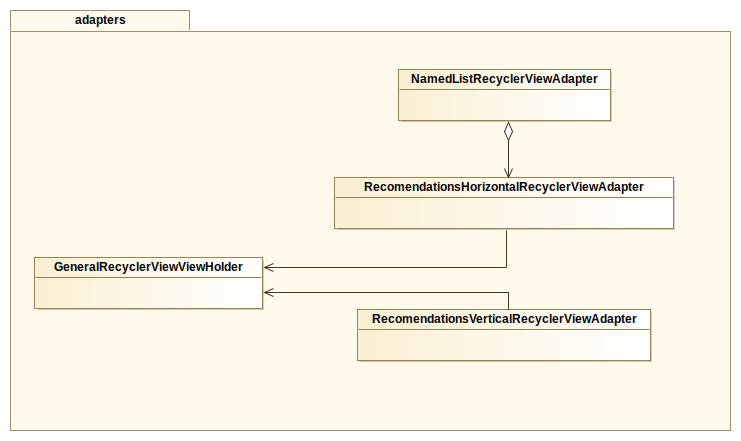 adapters
NamedListRecyclerViewAdapter
RecomendationsHorizontalRecyclerViewAdapter
GeneralRecyclerViewViewHolder
RecomendationsVerticalRecyclerViewAdapter